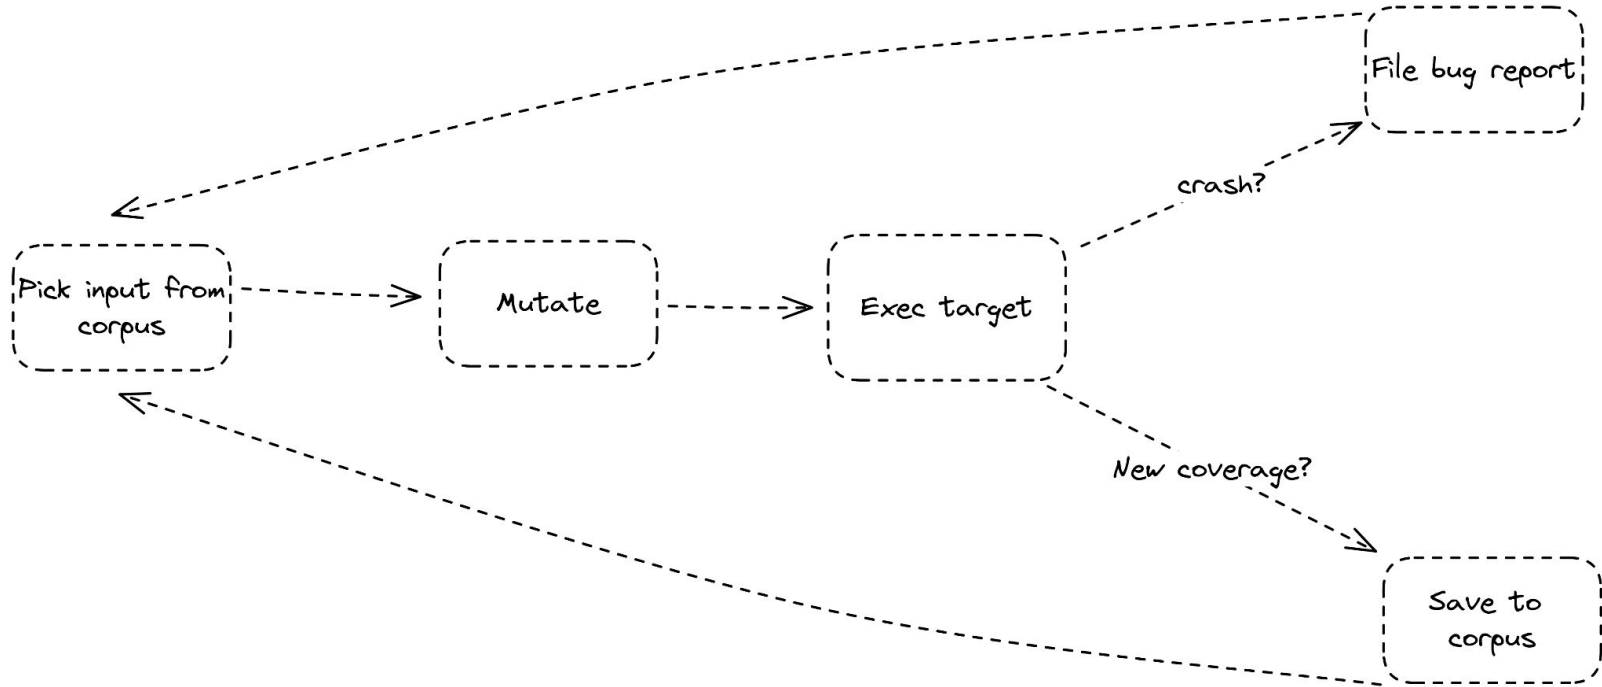 File bug report
crash?
Pick input from
corpus
Mutate
Exec target
New coverage?
Save to
corpus